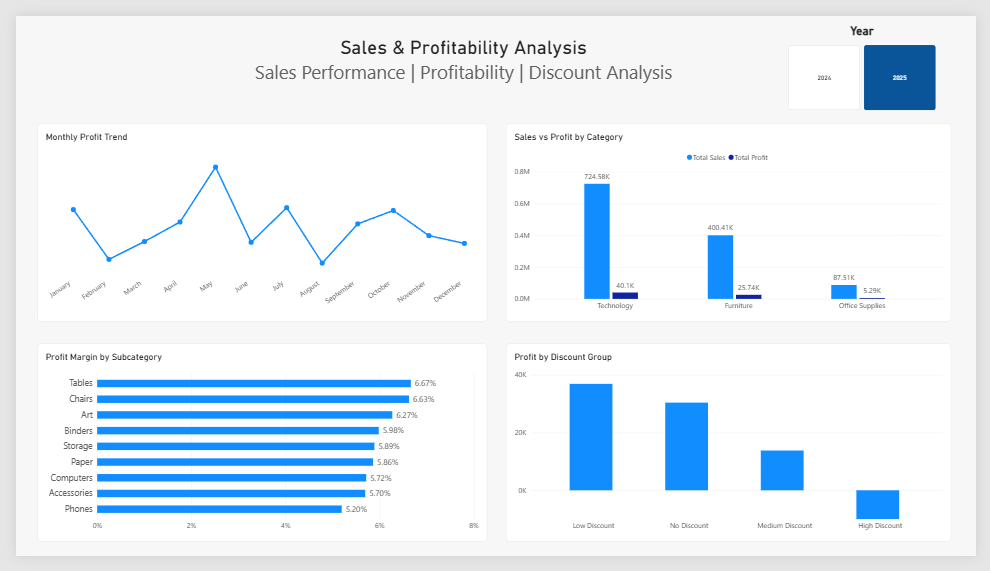 Sales & Profitability Analysis
Sales Performance | Profitability | Discount Analysis
Year
2024
2025
Monthly Profit Trend
January
February
March
April
May
June
July
August
September
October
November
December
Sales vs Profit by Category
Total Sales
Total Profit
0.8M
0.6M
0.4M
0.2M
0.0M
724.58K
40.1K
400.41K
25.74K
87.51K
5.29K
Technology
Furniture
Office Supplies
Profit Margin by Subcategory
Tables 6.67%
Chairs 6.63%
Art 6.27%
Binders 5.98%
Storage 5.89%
Paper 5.86%
Computers 5.72%
Accessories 5.70%
Phones 5.20%
0% 2% 4% 6% 8%
Profit by Discount Group
40K
20K
0K
Low Discount
No Discount
Medium Discount
High Discount